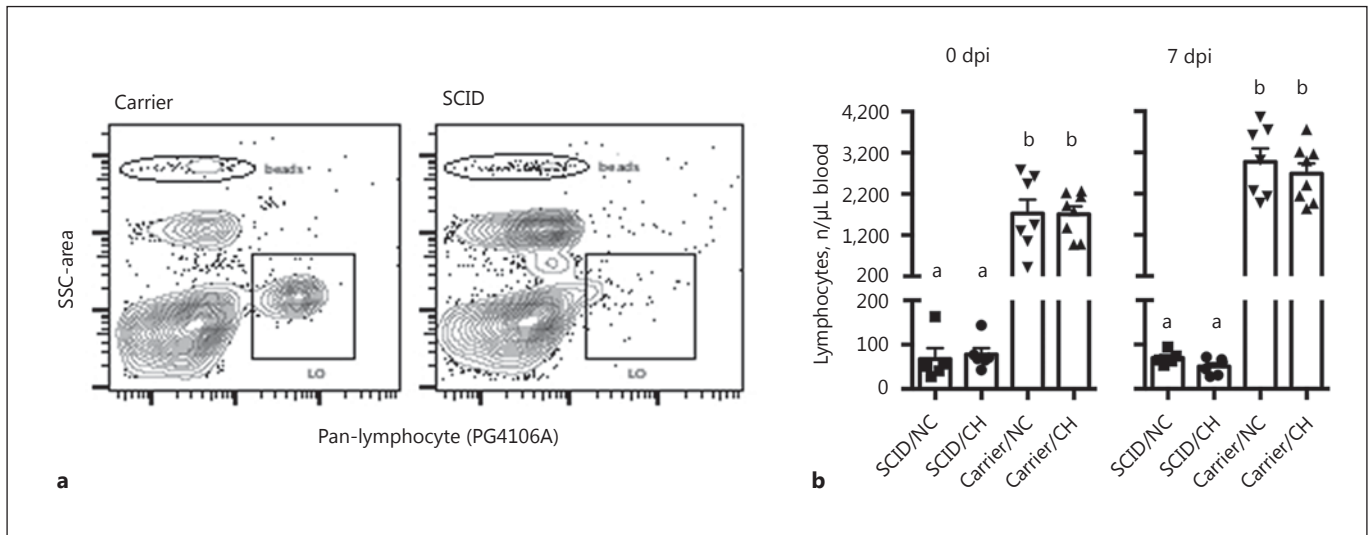 Carrier
SCID
beads
beads
LO
LO
SSC-area
Pan-lymphocyte (PG4106A)
a
0 dpi
7 dpi
b b
b b
4,200
3,200
2,200
1,200
200
a a
200
100
0
a a
Lymphocytes, n/µL blood
SCID/NC
SCID/CH
Carrier/NC
Carrier/CH
SCID/NC
SCID/CH
Carrier/NC
Carrier/CH
b